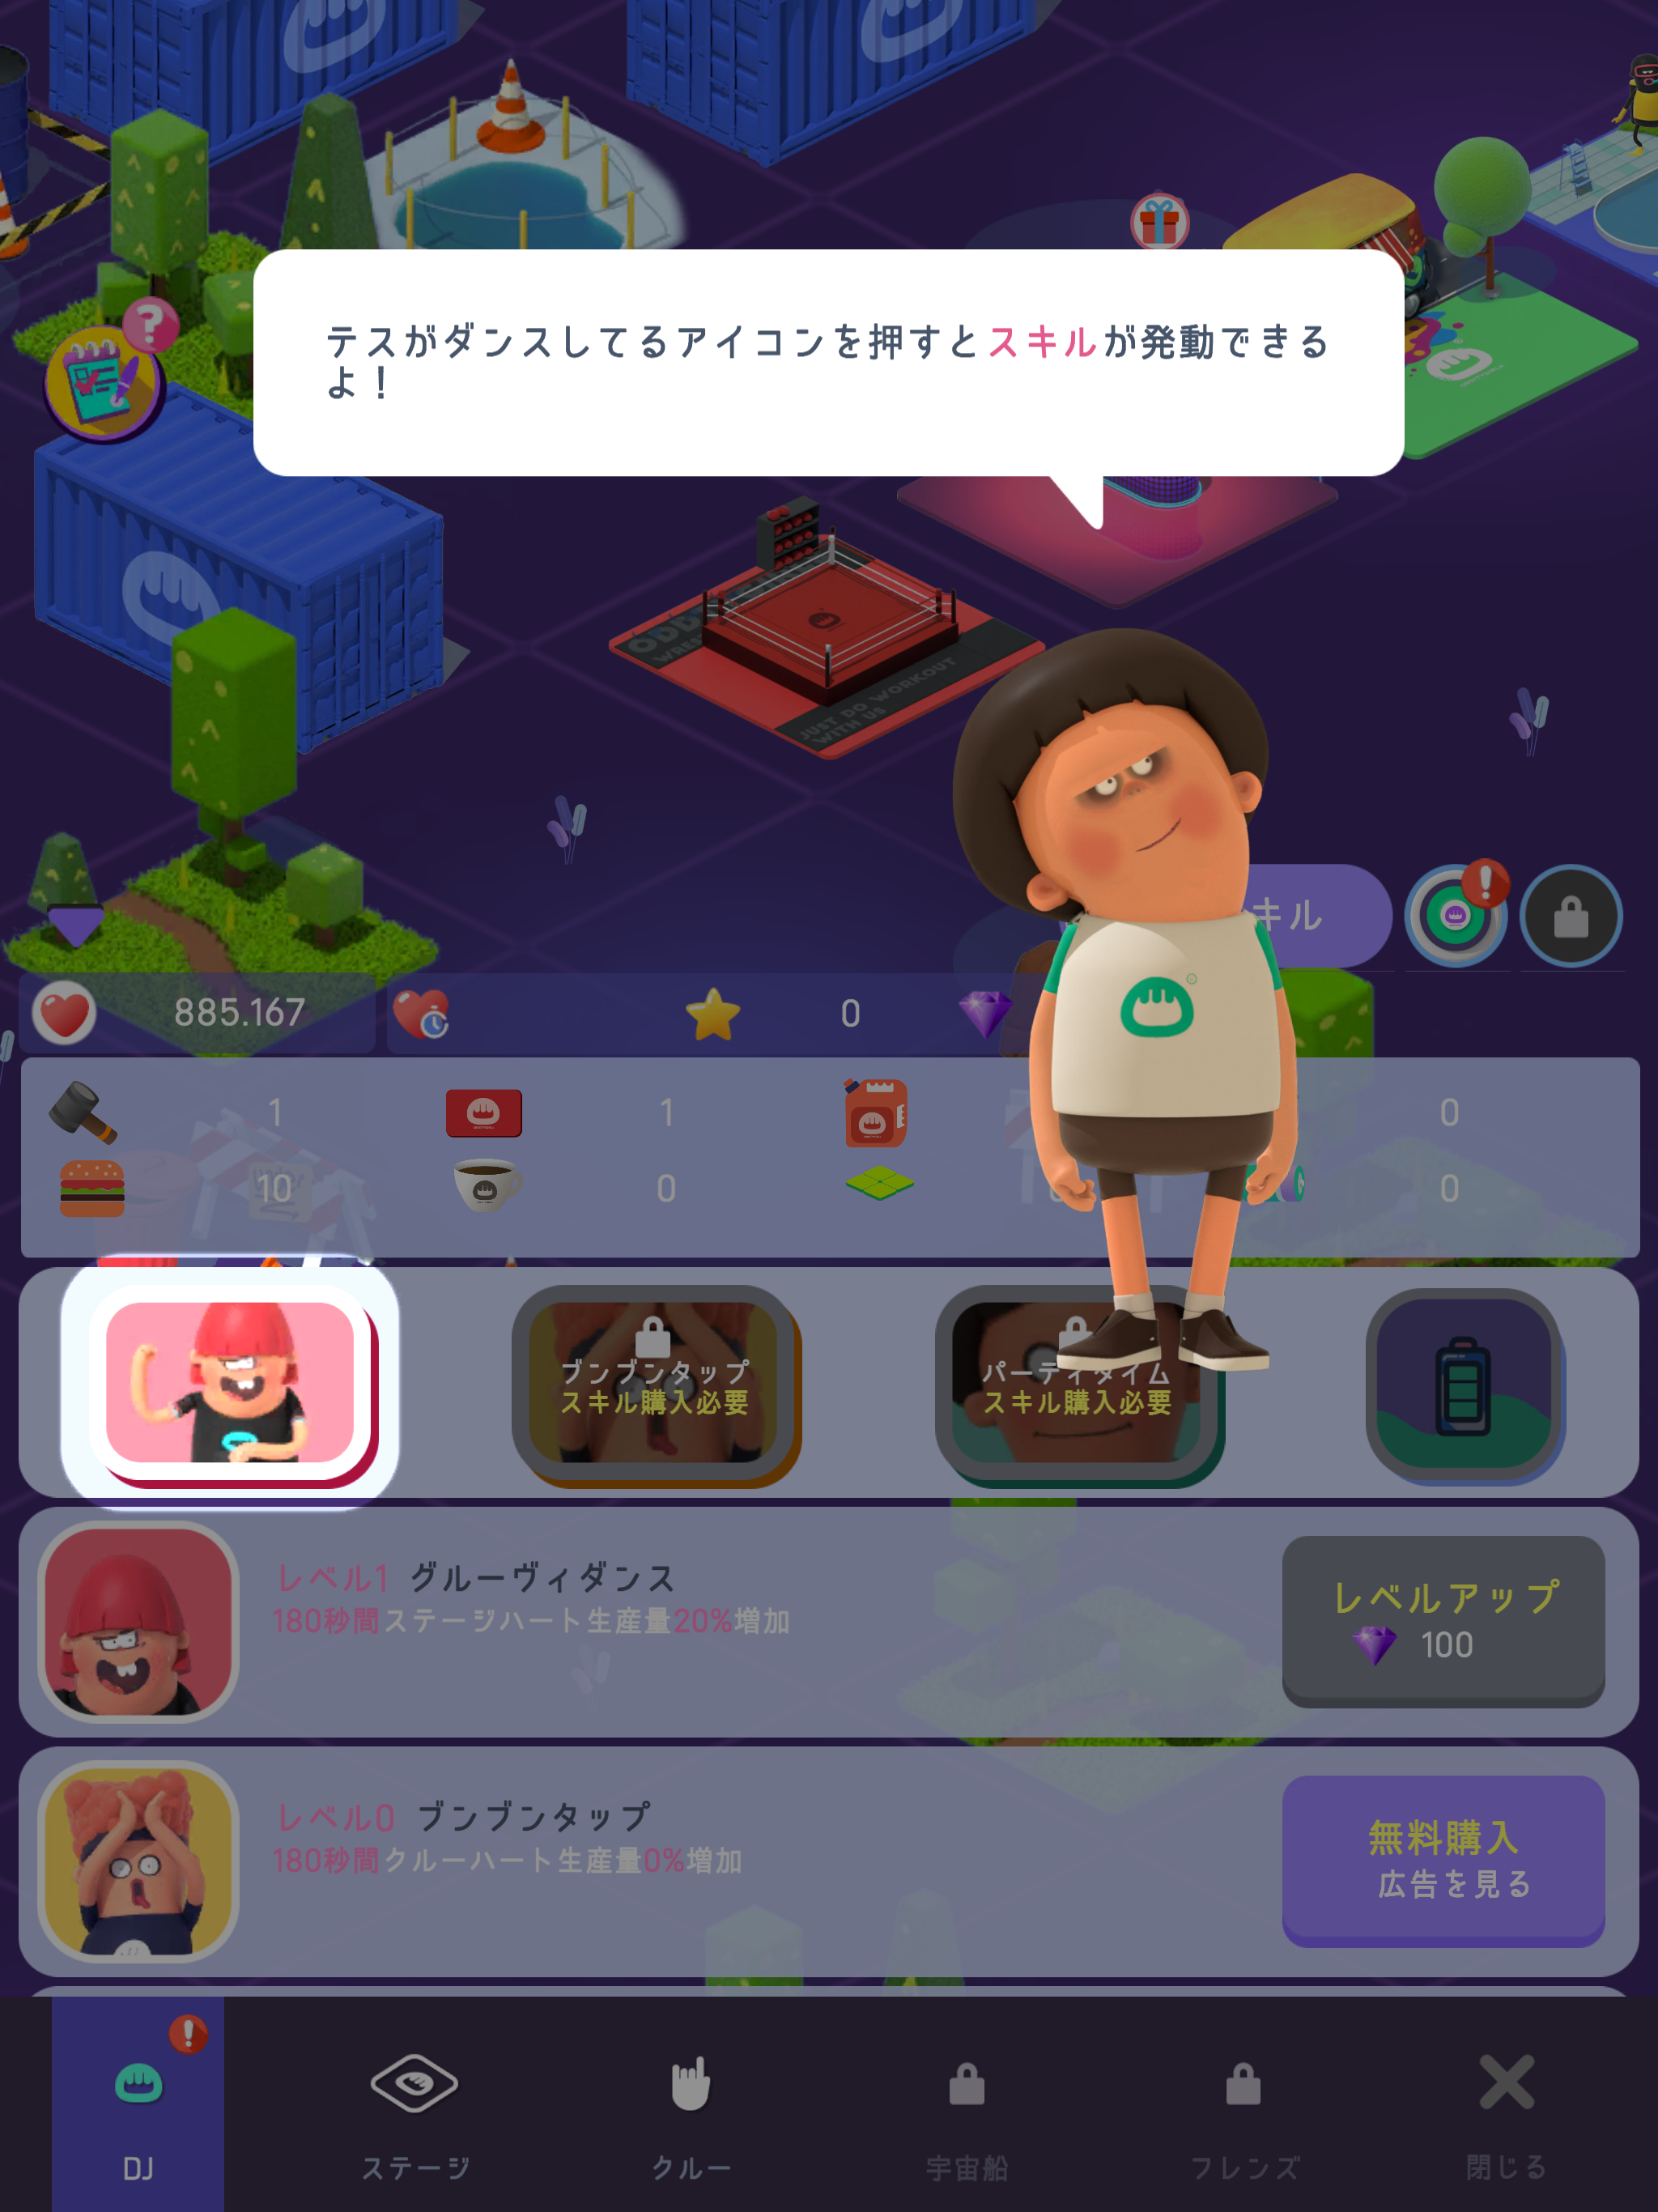 テスがダンスしてるアイコンを押すとスキルが発動できる
よ！
JUST DO WORKOUT
WITH US
キル
885.167
0
1
1
0
10
0
0
ブンブンタップ
スキル購入必要
パーティタイム
スキル購入必要
レベル1 グルーヴィダンス
180秒間ステージハート生産量20%増加
レベルアップ
100
レベル0 ブンブンタップ
180秒間クルーハート生産量0%増加
無料購入
広告を見る
DJ
ステージ
クルー
宇宙船
フレンズ
閉じる